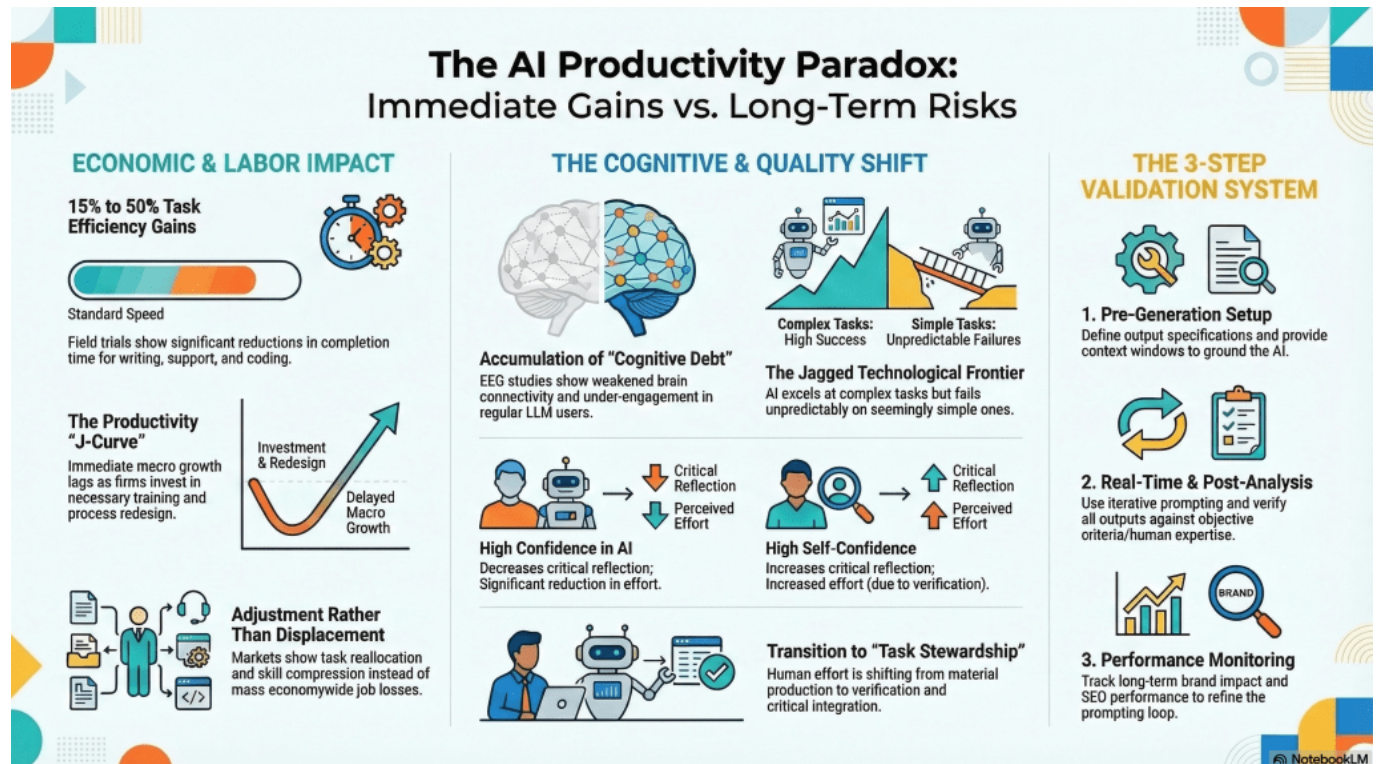 The AI Productivity Paradox:
Immediate Gains vs. Long-Term Risks
ECONOMIC & LABOR IMPACT
15% to 50% Task
Efficiency Gains
Standard Speed
Field trials show significant reductions in completion
time for writing, support, and coding.
The Productivity
“J-Curve”
Immediate macro growth
lags as firms invest in
necessary training and
process redesign.
Investment
& Redesign
Delayed
Macro
Growth
Adjustment Rather
Than Displacement
Markets show task reallocation
and skill compression instead of
mass economywide job losses.
THE COGNITIVE & QUALITY SHIFT
Accumulation of “Cognitive Debt”
EEG studies show weakened brain
connectivity and under-engagement in
regular LLM users.
Complex Tasks:
High Success
Simple Tasks:
Unpredictable Failures
The Jagged Technological Frontier
AI excels at complex tasks but fails
unpredictably on seemingly simple ones.
Critical
Reflection
Perceived
Effort
High Confidence in AI
Decreases critical reflection;
Significant reduction in effort.
Critical
Reflection
Perceived
Effort
High Self-Confidence
Increases critical reflection;
Increased effort (due to verification).
Transition to “Task Stewardship”
Human effort is shifting from material
production to verification and
critical integration.
THE 3-STEP
VALIDATION SYSTEM
1. Pre-Generation Setup
Define output specifications and provide
context windows to ground the AI.
2. Real-Time & Post-Analysis
Use iterative prompting and verify
all outputs against objective
criteria/human expertise.
BRAND
3. Performance Monitoring
Track long-term brand impact and
SEO performance to refine the
prompting loop.
NotebookLM